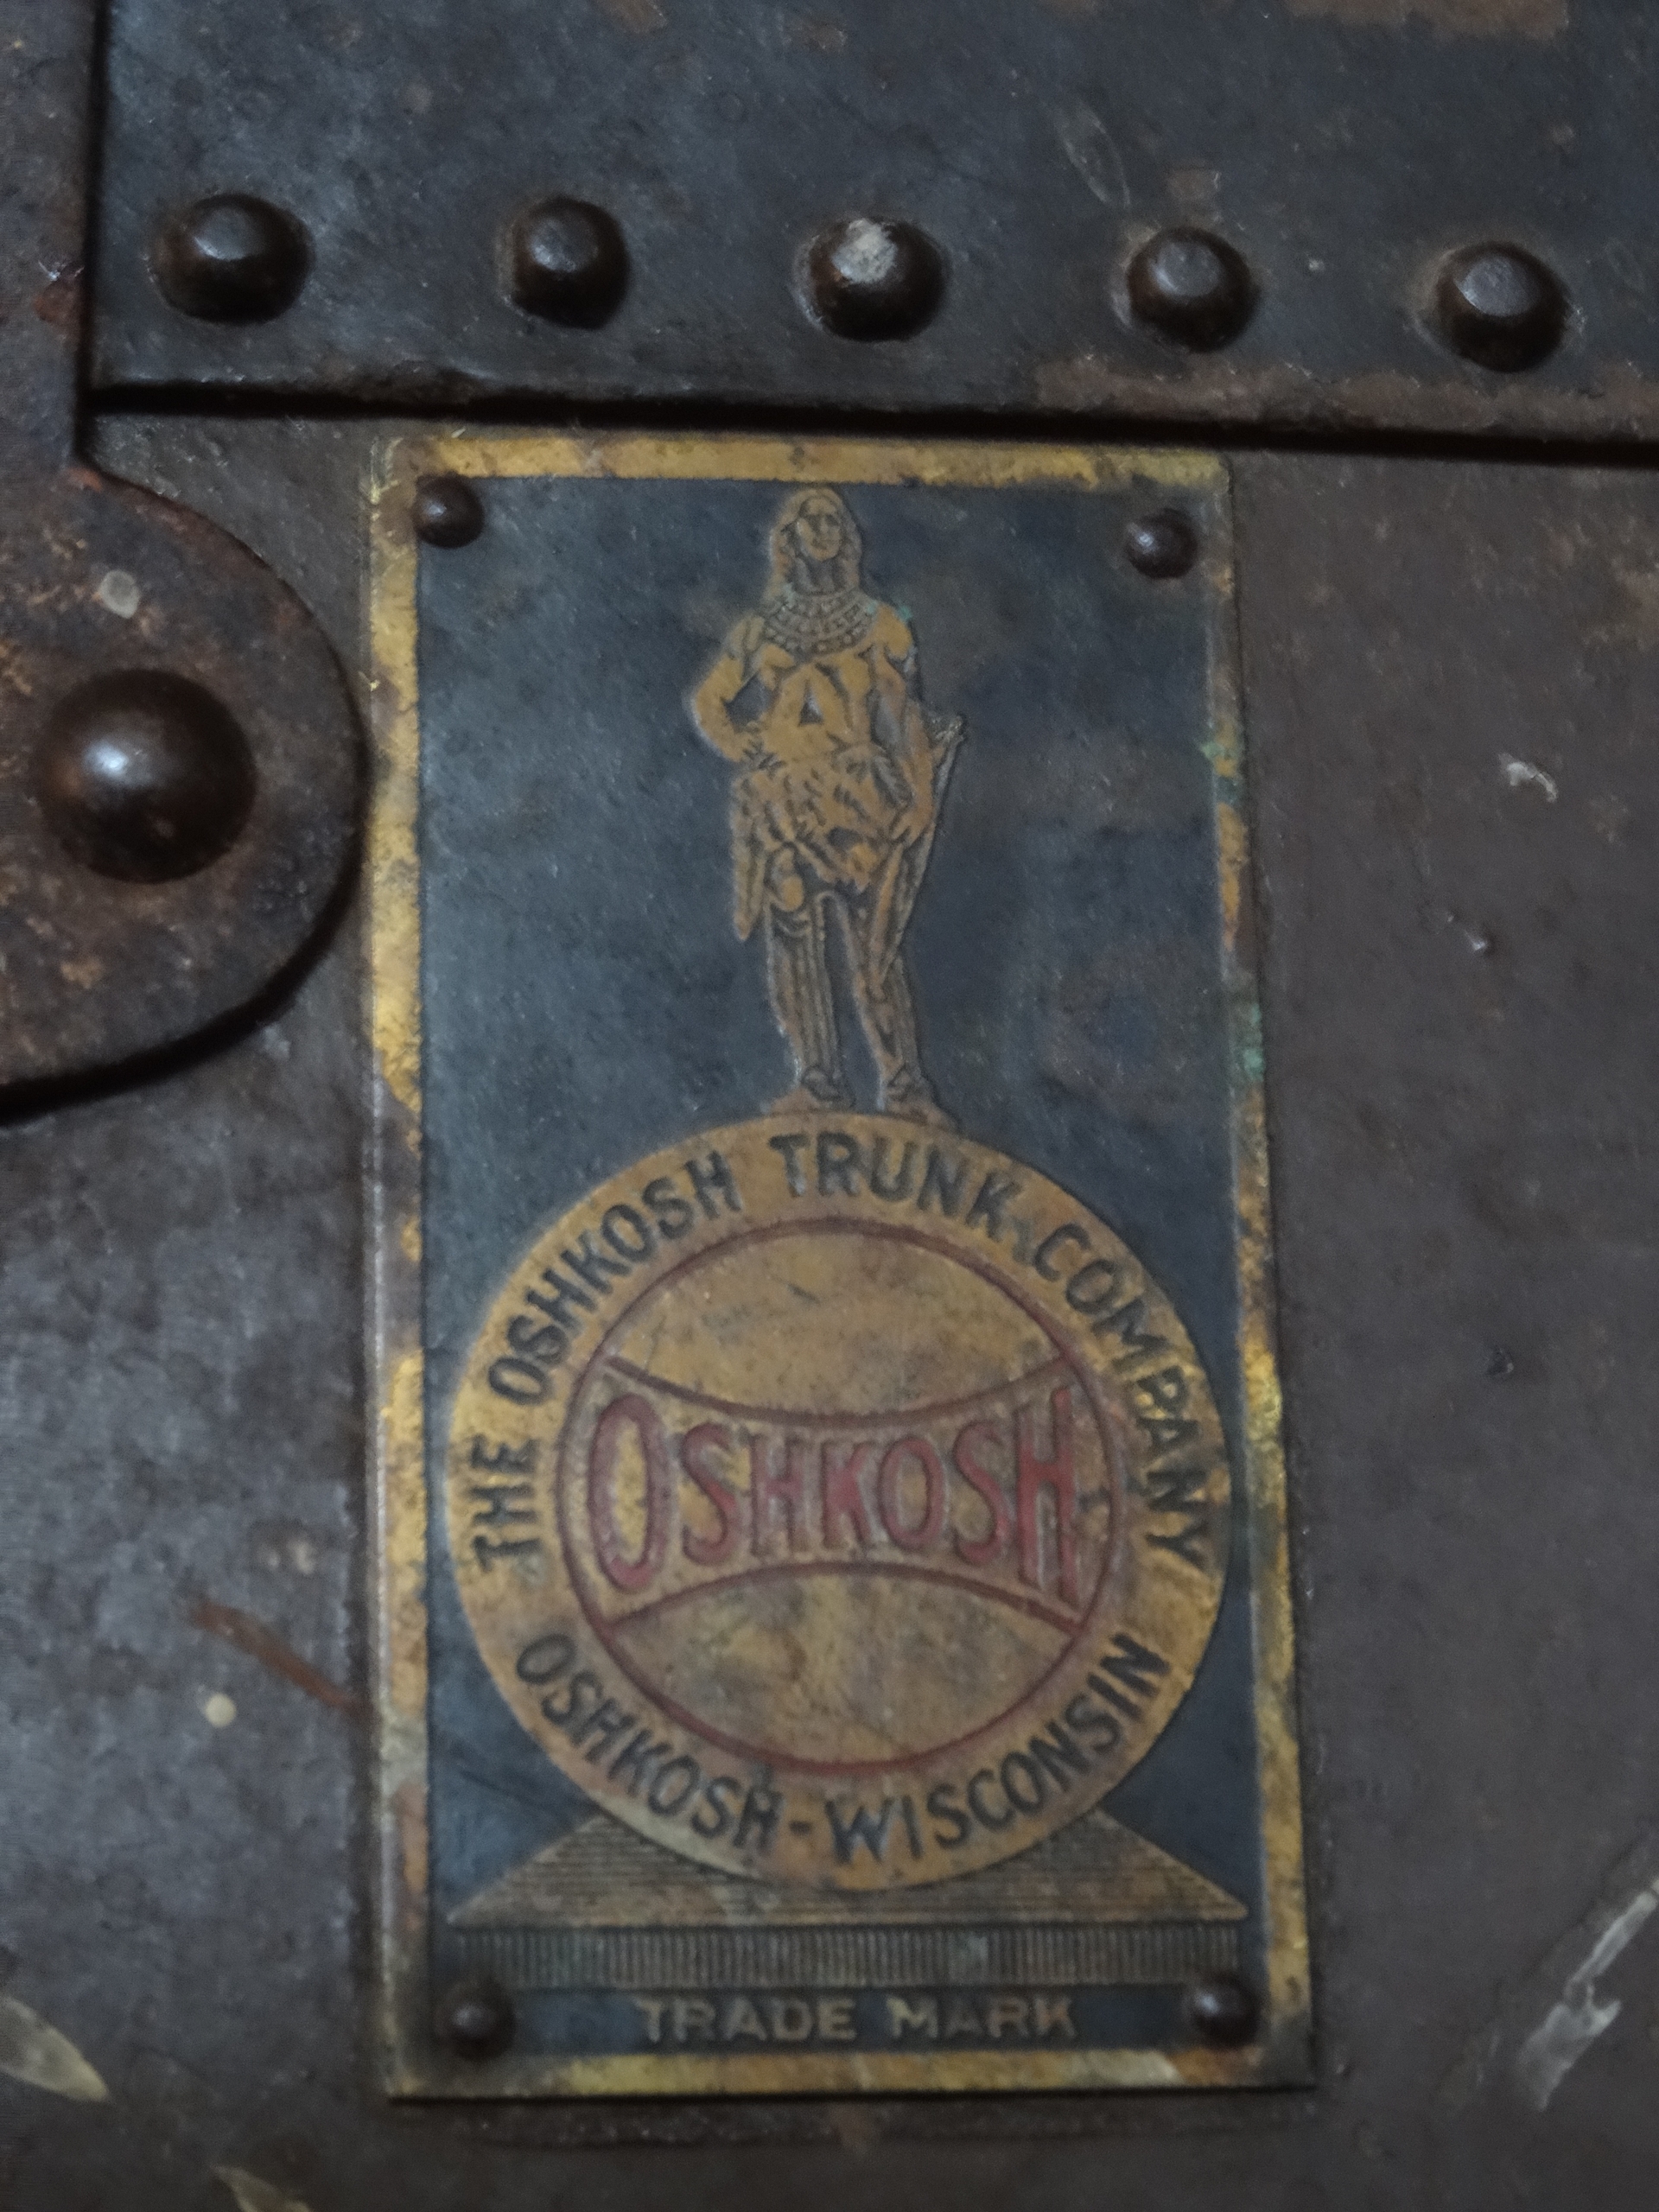 THE OSHKOSH TRUNK COMPANY
OSHKOSH
OSHKOSH-WISCONSIN
TRADE MARK